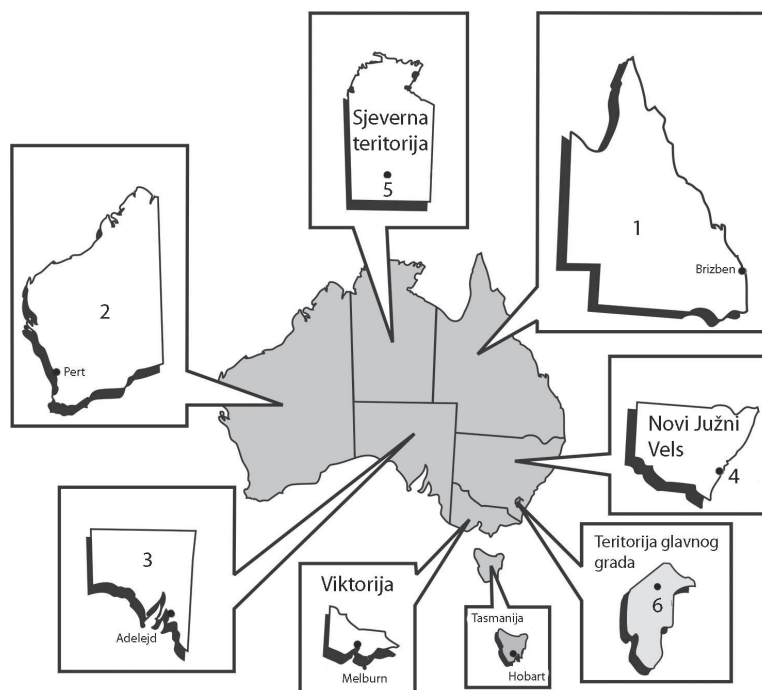 Sjeverna
teritorija
5
1
Brizben
2
Pert
Novi Južni
Vels
4
3
Adelejd
Viktorija
Melburn
Tasmanija
Hobart
Teritorija glavnog
grada
6